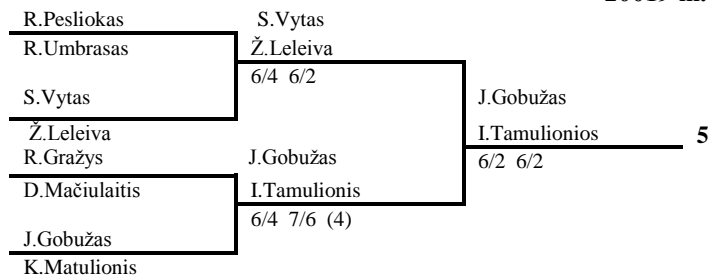 R.Pesliokas
S.Vytas
R.Umbrasas
Ž.Leleiva
6/4 6/2
S.Vytas
J.Gobužas
Ž.Leleiva
I.Tamulionios
5
R.Gražys
J.Gobužas
6/2 6/2
D.Mačiulaitis
I.Tamulionis
6/4 7/6 (4)
J.Gobužas
K.Matulionis